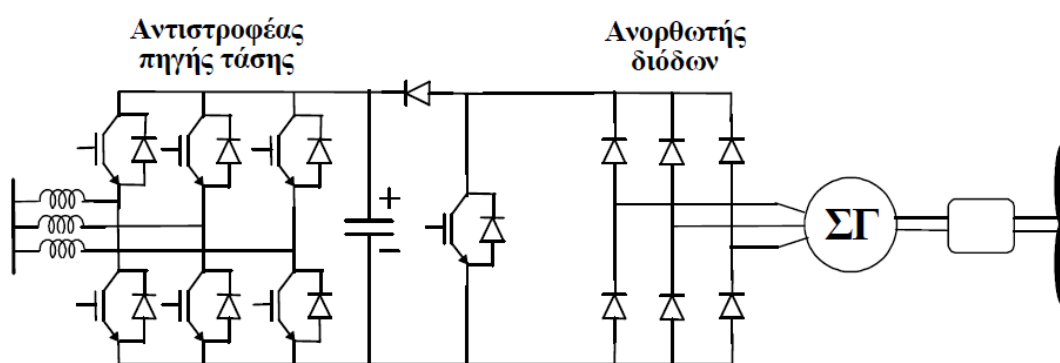 Αντιστροφέας
πηγής τάσης
Ανορθωτής
διόδων
+
−
ΣΓ